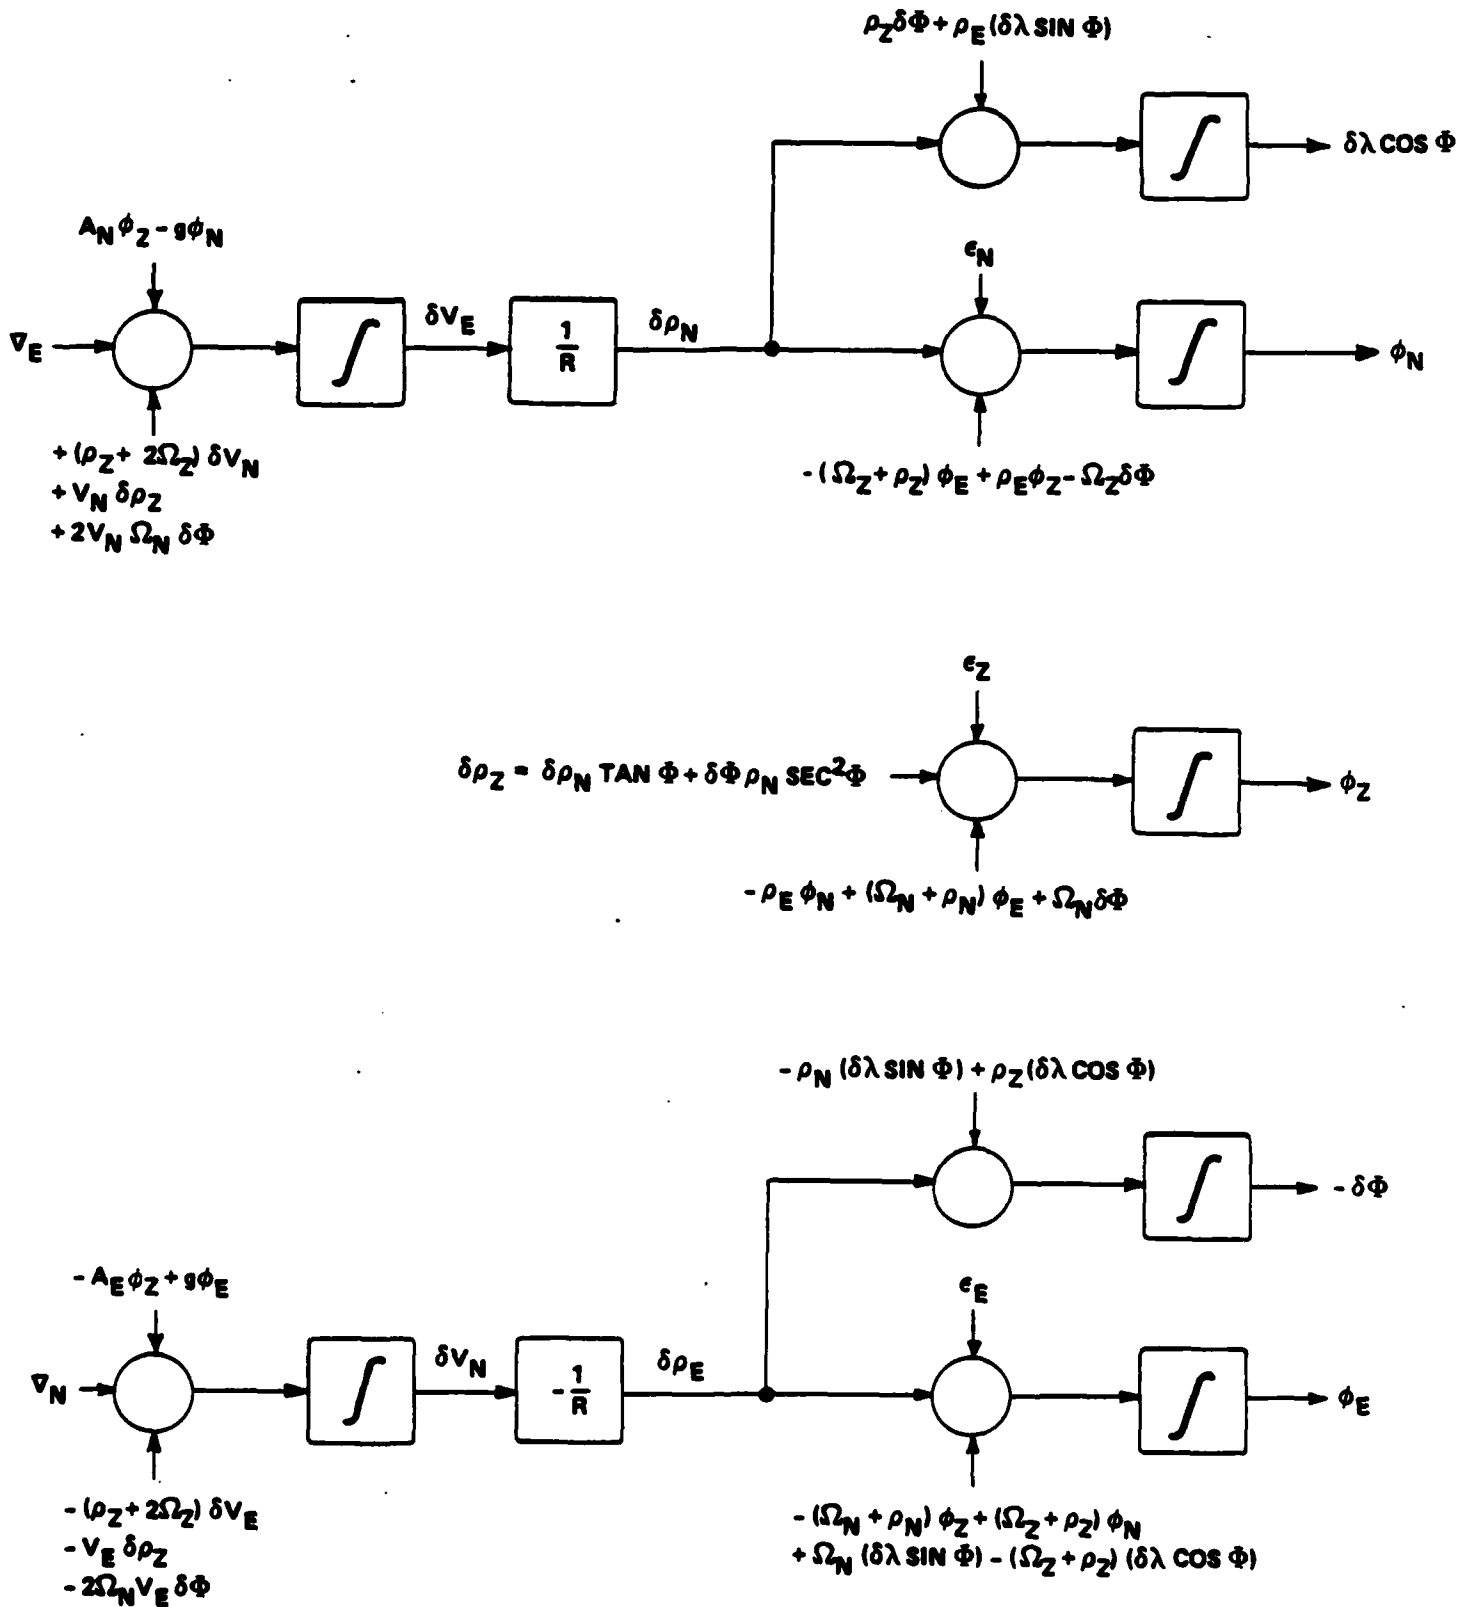 ρ_Z δΦ + ρ_E (δλ SIN Φ)
∫
δλ COS Φ
A_N ϕ_Z - gϕ_N
∇_E
∫
δV_E
1/R
δρ_N
ϵ_N
∫
ϕ_N
+ (ρ_Z + 2Ω_Z) δV_N
+ V_N δρ_Z
+ 2V_N Ω_N δΦ
- (Ω_Z + ρ_Z) ϕ_E + ρ_E ϕ_Z - Ω_Z δΦ
ϵ_Z
δρ_Z = δρ_N TAN Φ + δΦ ρ_N SEC²Φ
∫
ϕ_Z
- ρ_E ϕ_N + (Ω_N + ρ_N) ϕ_E + Ω_N δΦ
- ρ_N (δλ SIN Φ) + ρ_Z (δλ COS Φ)
∫
- δΦ
- A_E ϕ_Z + gϕ_E
∇_N
∫
δV_N
- 1/R
δρ_E
ϵ_E
∫
ϕ_E
- (ρ_Z + 2Ω_Z) δV_E
- V_E δρ_Z
- 2Ω_N V_E δΦ
- (Ω_N + ρ_N) ϕ_Z + (Ω_Z + ρ_Z) ϕ_N
+ Ω_N (δλ SIN Φ) - (Ω_Z + ρ_Z) (δλ COS Φ)